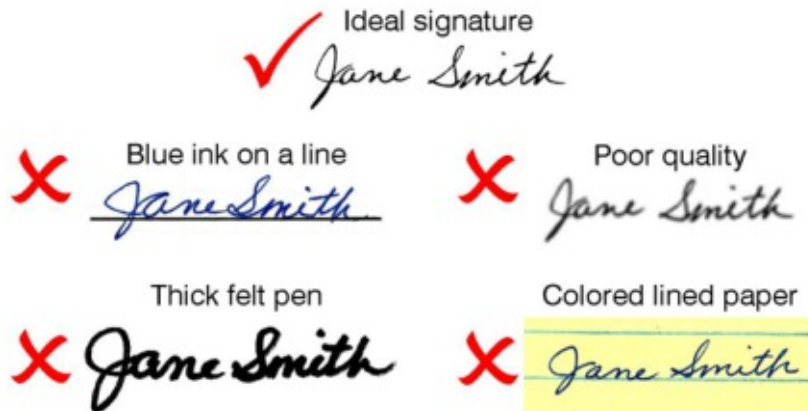 Ideal signature
Jane Smith
Blue ink on a line
Jane Smith
Poor quality
Jane Smith
Thick felt pen
Jane Smith
Colored lined paper
Jane Smith